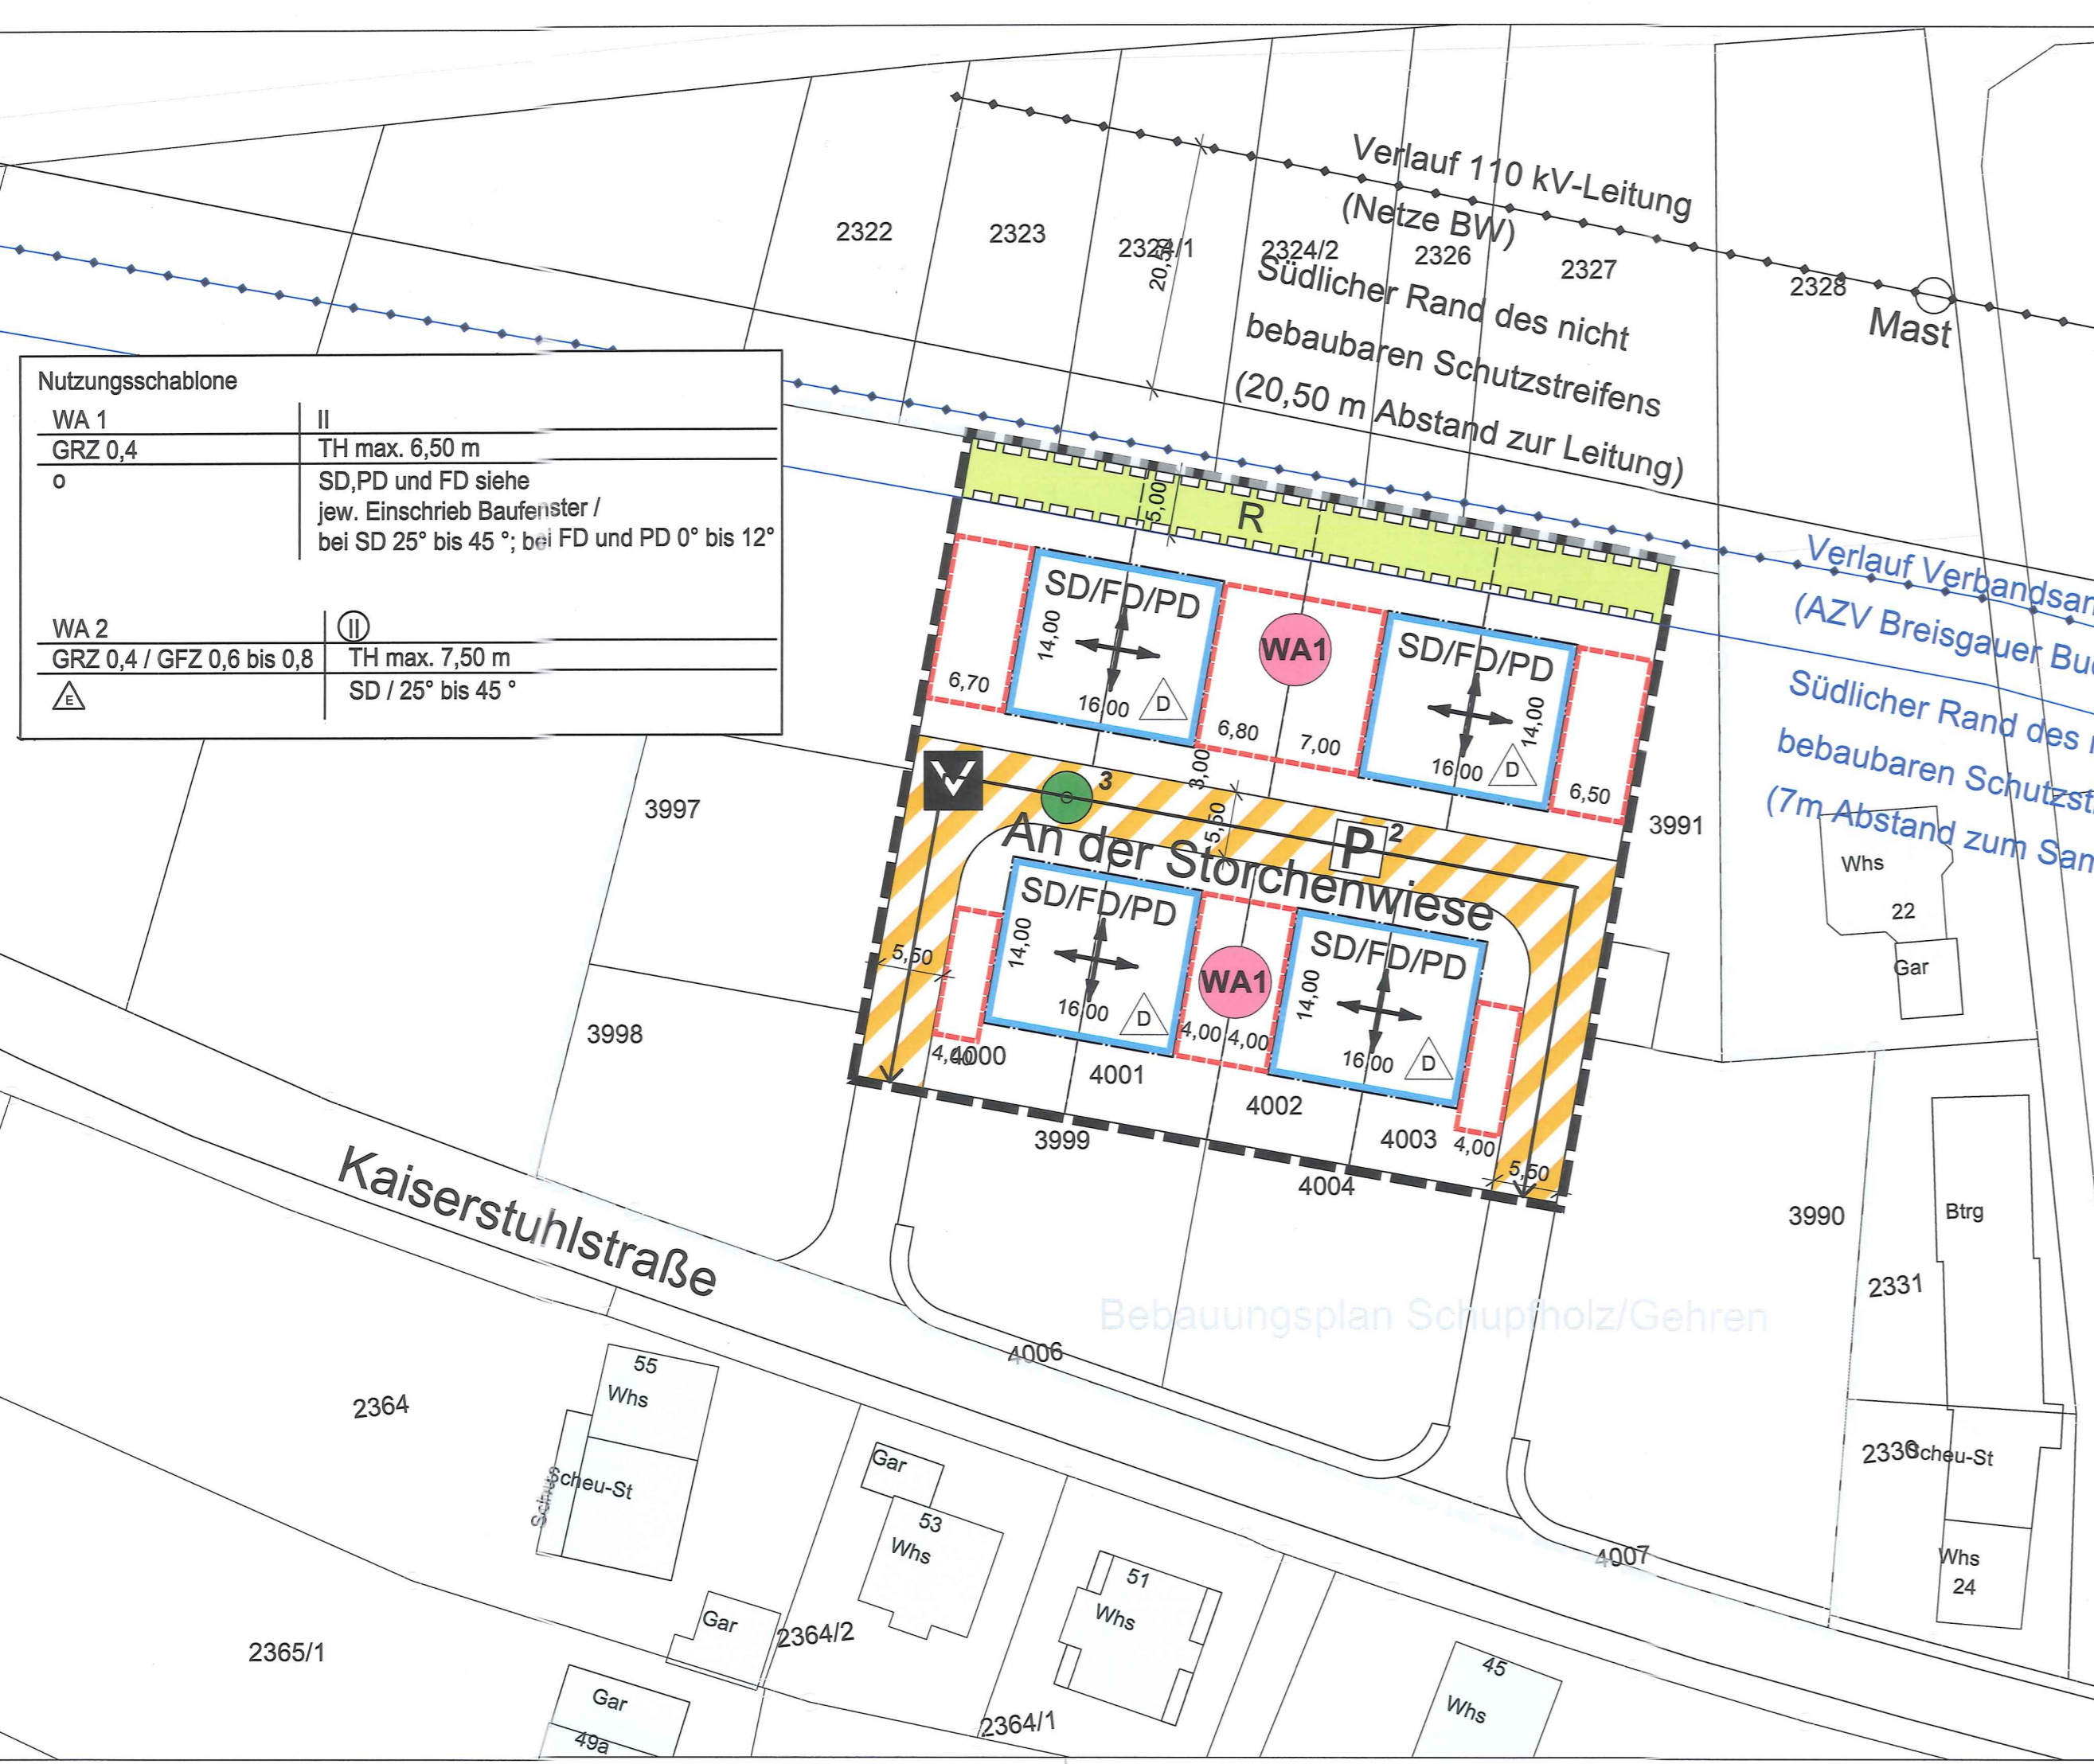 Verlauf 110 kV-Leitung
(Netze BW)
2322
2323
2324/1
20,50
2324/2
2326
2327
2328
Mast
Südlicher Rand des nicht
bebaubaren Schutzstreifens
(20,50 m Abstand zur Leitung)
Nutzungsschablone
WA 1 II
GRZ 0,4 TH max. 6,50 m
o SD,PD und FD siehe
jew. Einschrieb Baufenster /
bei SD 25° bis 45 °; bei FD und PD 0° bis 12°
WA 2 II
GRZ 0,4 / GFZ 0,6 bis 0,8 TH max. 7,50 m
E SD / 25° bis 45 °
5,00
R
Verlauf Verbandsam
(AZV Breisgauer Bu
Südlicher Rand des
bebaubaren Schutzst
(7m Abstand zum Sam
SD/FD/PD
14,00
16,00
D
6,70
WA1
6,80
7,00
SD/FD/PD
14,00
16,00
D
6,50
3,00
3
5,50
P 2
An der Storchenwiese
3997
3991
Whs
22
Gar
SD/FD/PD
14,00
16,00
D
5,50
WA1
4,00 4,00
SD/FD/PD
14,00
16,00
D
3998
4,00
4000
4001
4002
4003
4,00
5,50
3999
4004
3990
Btrg
2331
Kaiserstuhlstraße
Bebauungsplan Schupfholz/Gehren
4006
55
Whs
2364
Scheu-St
Schup
Gar
53
Whs
2330
Scheu-St
4007
Whs
24
51
Whs
Gar
2364/2
2365/1
45
Whs
Gar
49a
2364/1